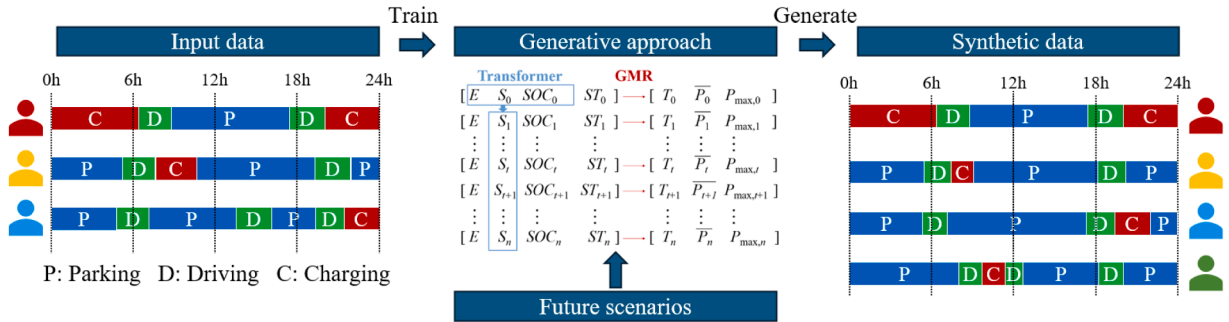 Input data
Train
Generative approach
Generate
Synthetic data
0h 6h 12h 18h 24h
C D P D C
P D C P D P
P D P D P D C
P: Parking D: Driving C: Charging
Transformer GMR
[ E S₀ SOC₀ ST₀ ] → [ T₀ P̅₀ Pmax,0 ]
[ E S₁ SOC₁ ST₁ ] → [ T₁ P̅₁ Pmax,1 ]
⋮ ⋮ ⋮ ⋮ ⋮ ⋮
[ E Sₜ SOCₜ STₜ ] → [ Tₜ P̅ₜ Pmax,t ]
[ E Sₜ₊₁ SOCₜ₊₁ STₜ₊₁ ] → [ Tₜ₊₁ P̅ₜ₊₁ Pmax,t+1 ]
⋮ ⋮ ⋮ ⋮ ⋮ ⋮
[ E Sₙ SOCₙ STₙ ] → [ Tₙ P̅ₙ Pmax,n ]
Future scenarios
0h 6h 12h 18h 24h
C D P D C
P D C P D P
P D P D C P
P D C D P D P